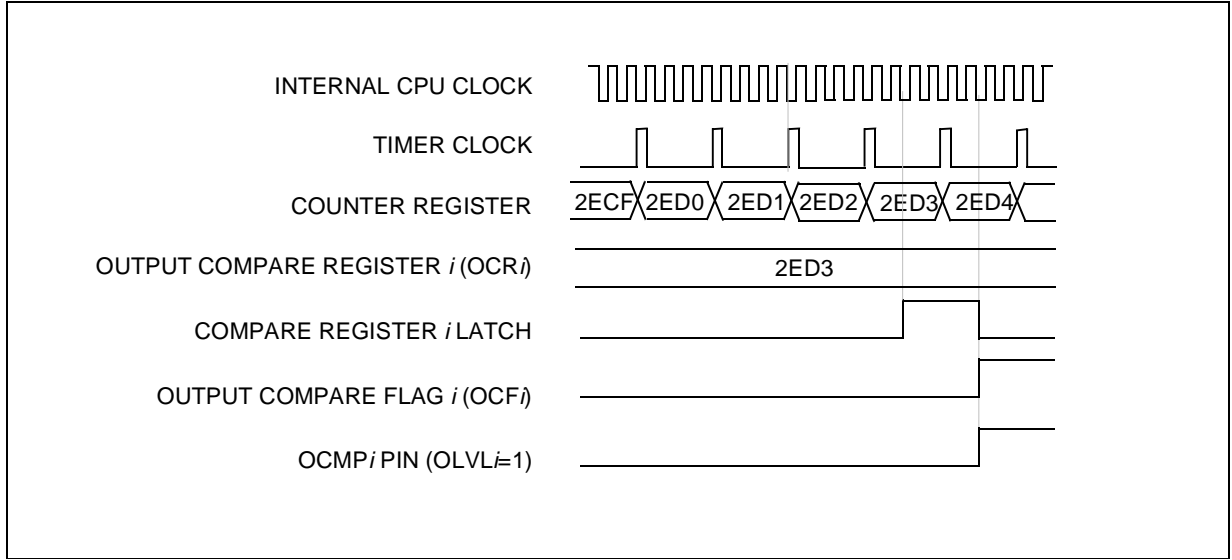 INTERNAL CPU CLOCK
TIMER CLOCK
COUNTER REGISTER
2ECF 2ED0 2ED1 2ED2 2ED3 2ED4
OUTPUT COMPARE REGISTER i (OCRi)
2ED3
COMPARE REGISTER i LATCH
OUTPUT COMPARE FLAG i (OCFi)
OCMPi PIN (OLVLi=1)